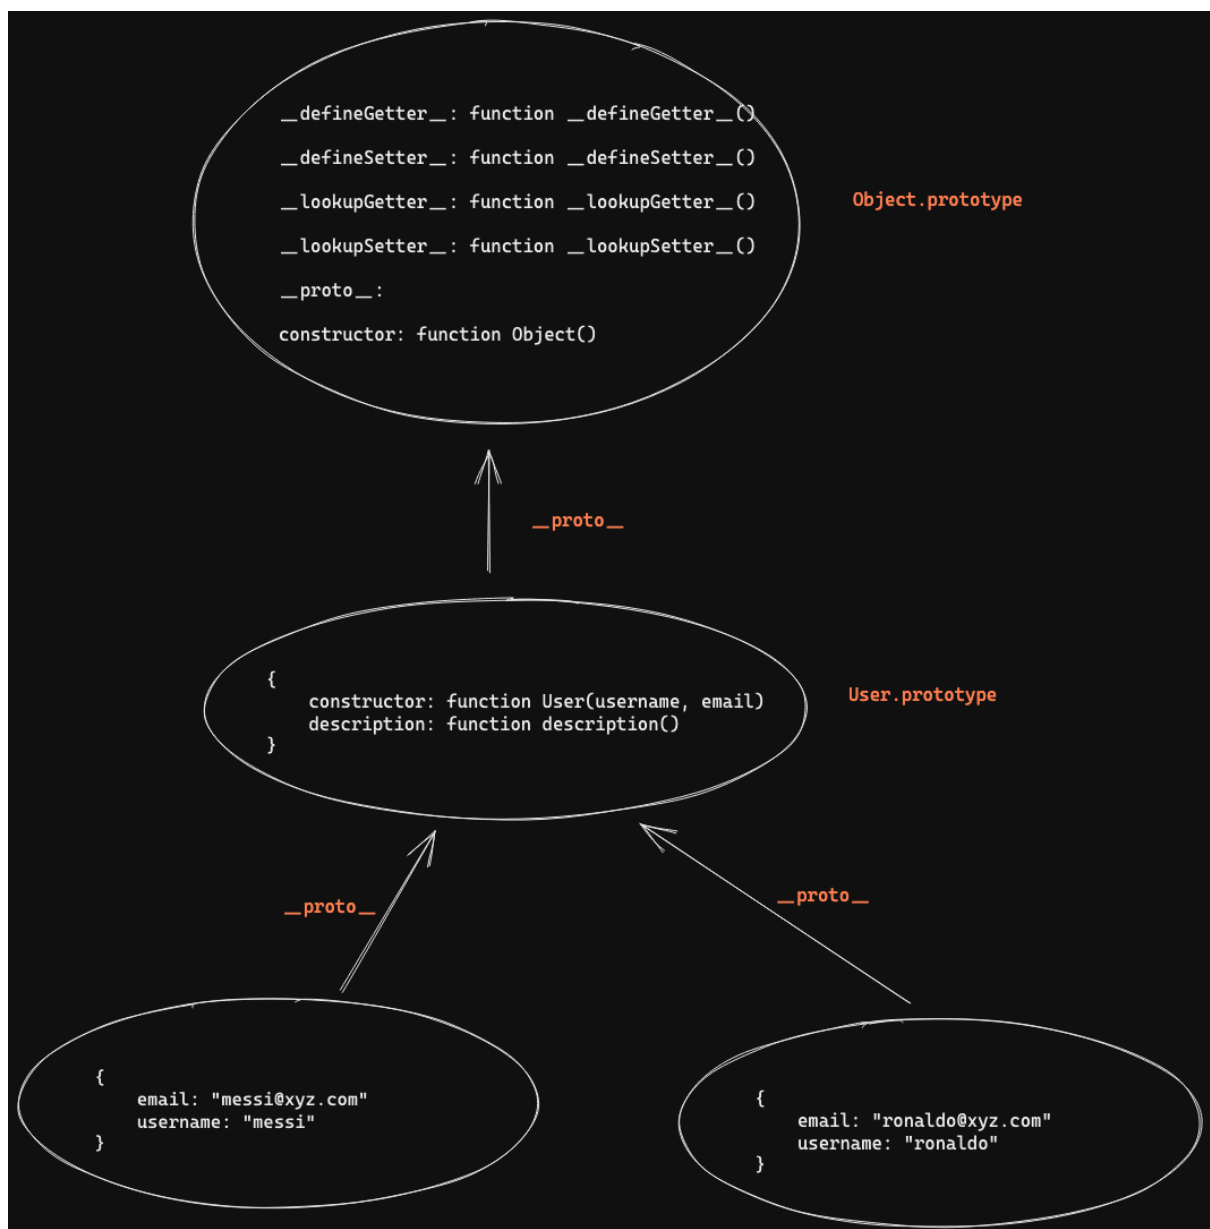 __defineGetter__: function __defineGetter__()
__defineSetter__: function __defineSetter__()
__lookupGetter__: function __lookupGetter__()
__lookupSetter__: function __lookupSetter__()
__proto__:
constructor: function Object()
Object.prototype
__proto__
{
    constructor: function User(username, email)
    description: function description()
}
User.prototype
__proto__
__proto__
{
    email: "messi@xyz.com"
    username: "messi"
}
{
    email: "ronaldo@xyz.com"
    username: "ronaldo"
}